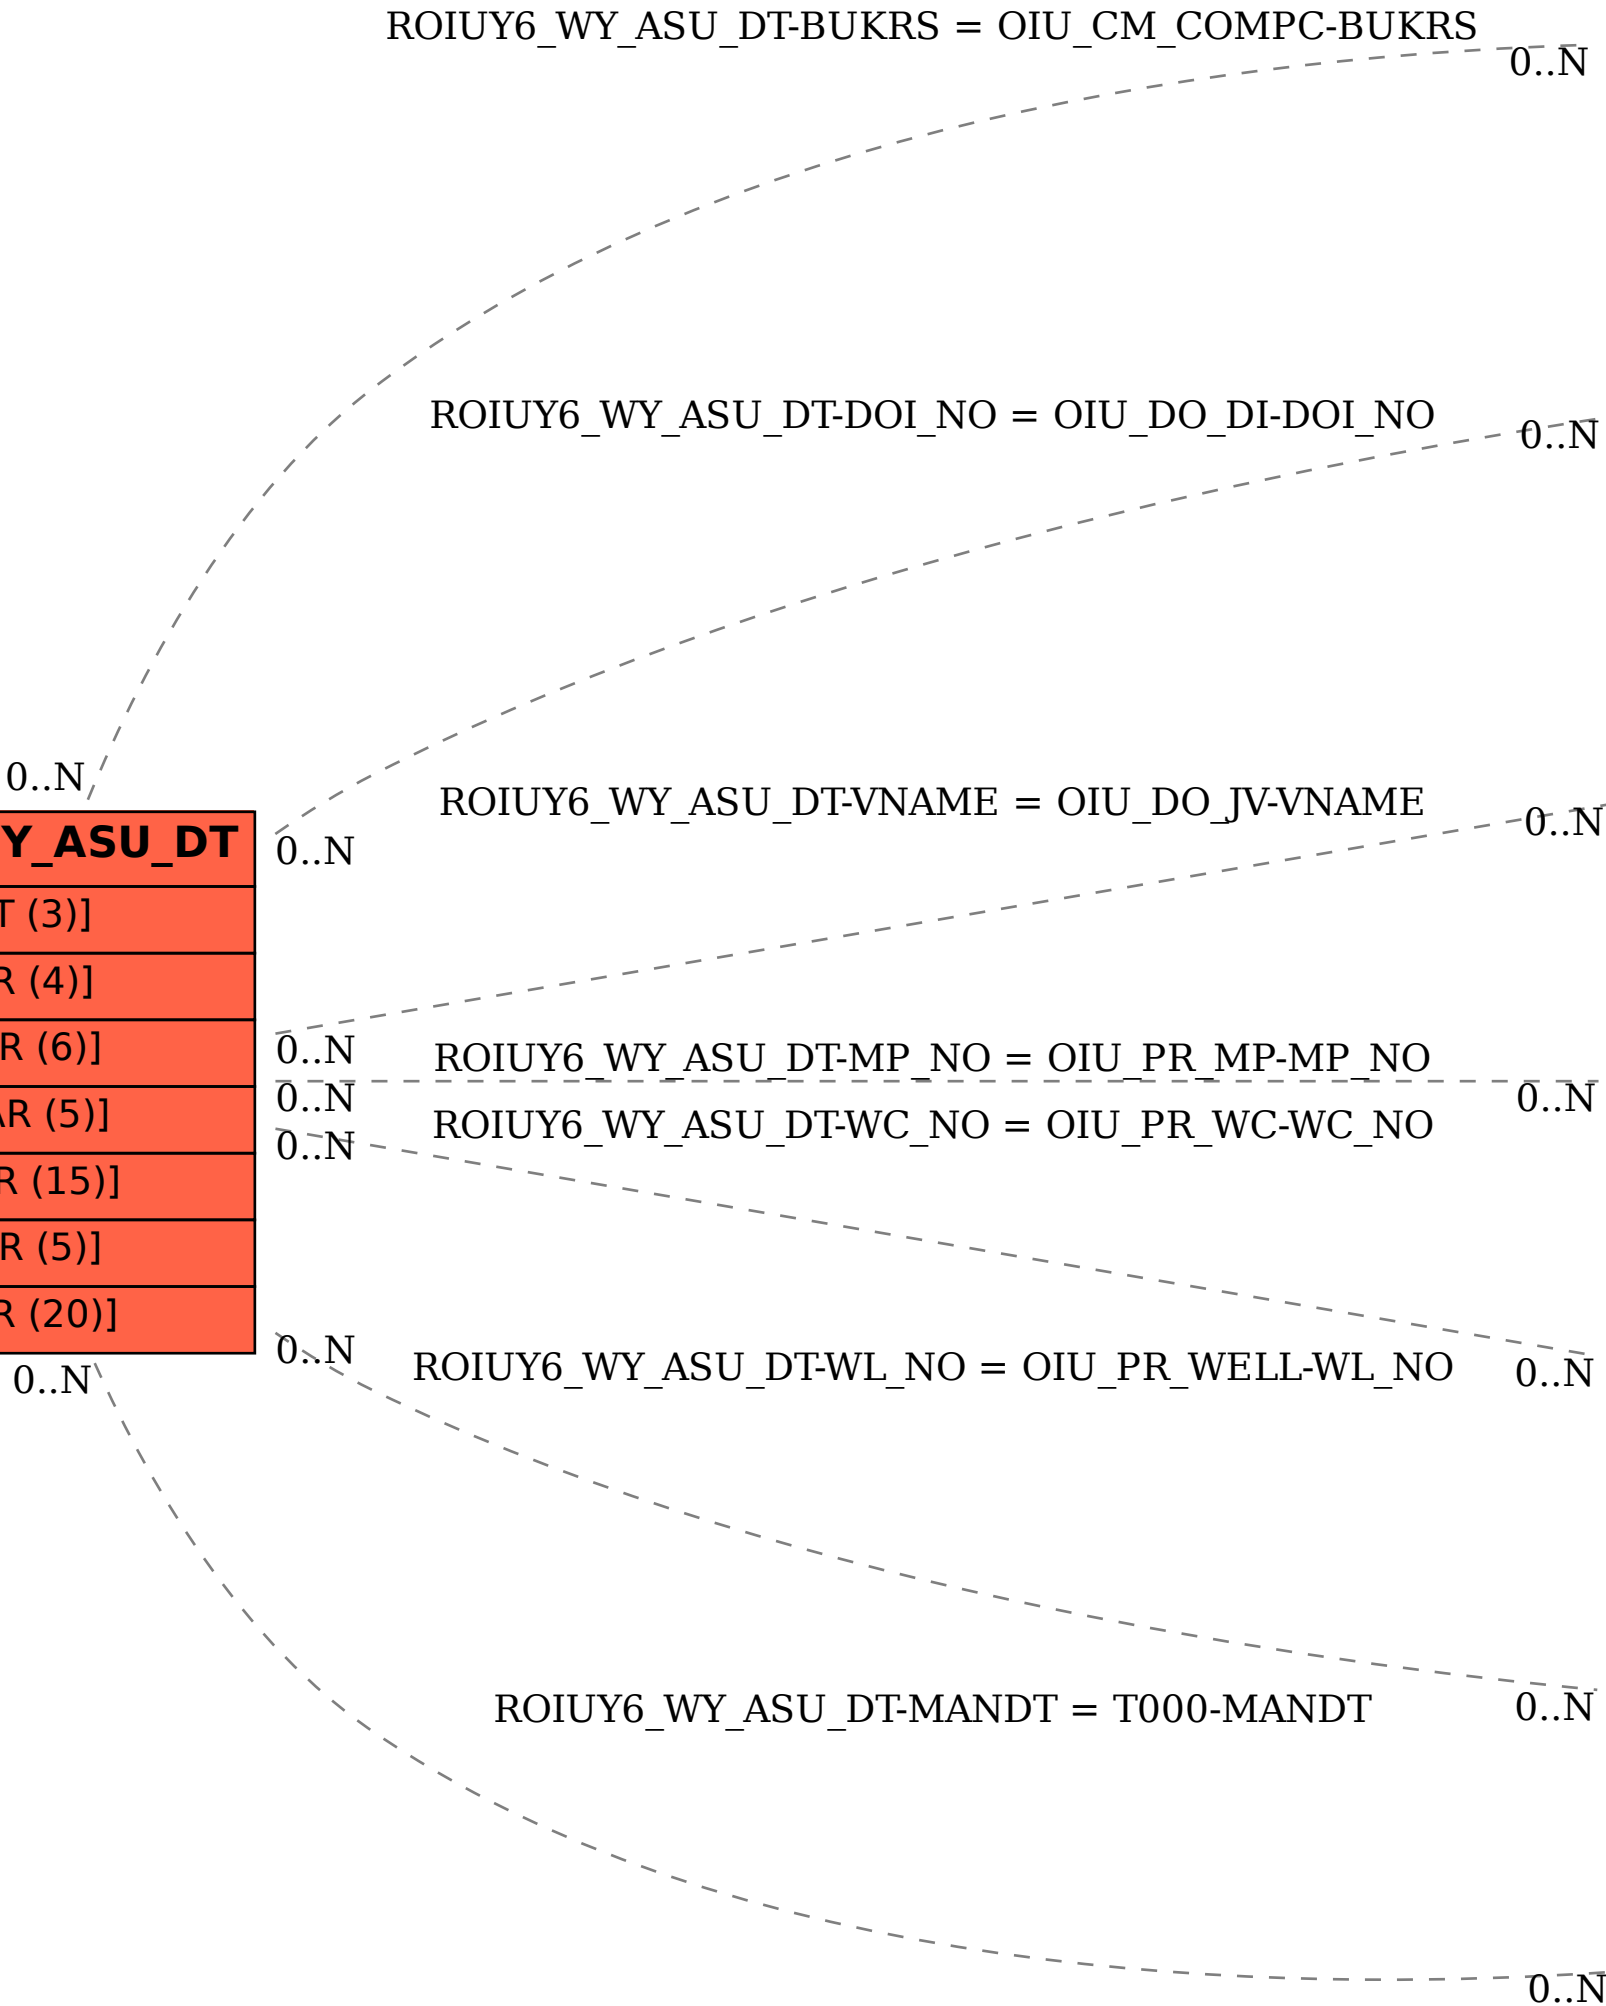 ROIUY6_WY_ASU_DT-BUKRS = OIU_CM_COMPC-BUKRS
0..N
ROIUY6_WY_ASU_DT-DOI_NO = OIU_DO_DI-DOI_NO
0..N
0..N
ROIUY6_WY_ASU_DT-VNAME = OIU_DO_JV-VNAME
0..N
Y_ASU_DT
0..N
T (3)]
R (4)]
R (6)]
0..N
ROIUY6_WY_ASU_DT-MP_NO = OIU_PR_MP-MP_NO
0..N
0..N
AR (5)]
ROIUY6_WY_ASU_DT-WC_NO = OIU_PR_WC-WC_NO
0..N
R (15)]
R (5)]
R (20)]
0..N
ROIUY6_WY_ASU_DT-WL_NO = OIU_PR_WELL-WL_NO
0..N
0..N
ROIUY6_WY_ASU_DT-MANDT = T000-MANDT
0..N
0..N